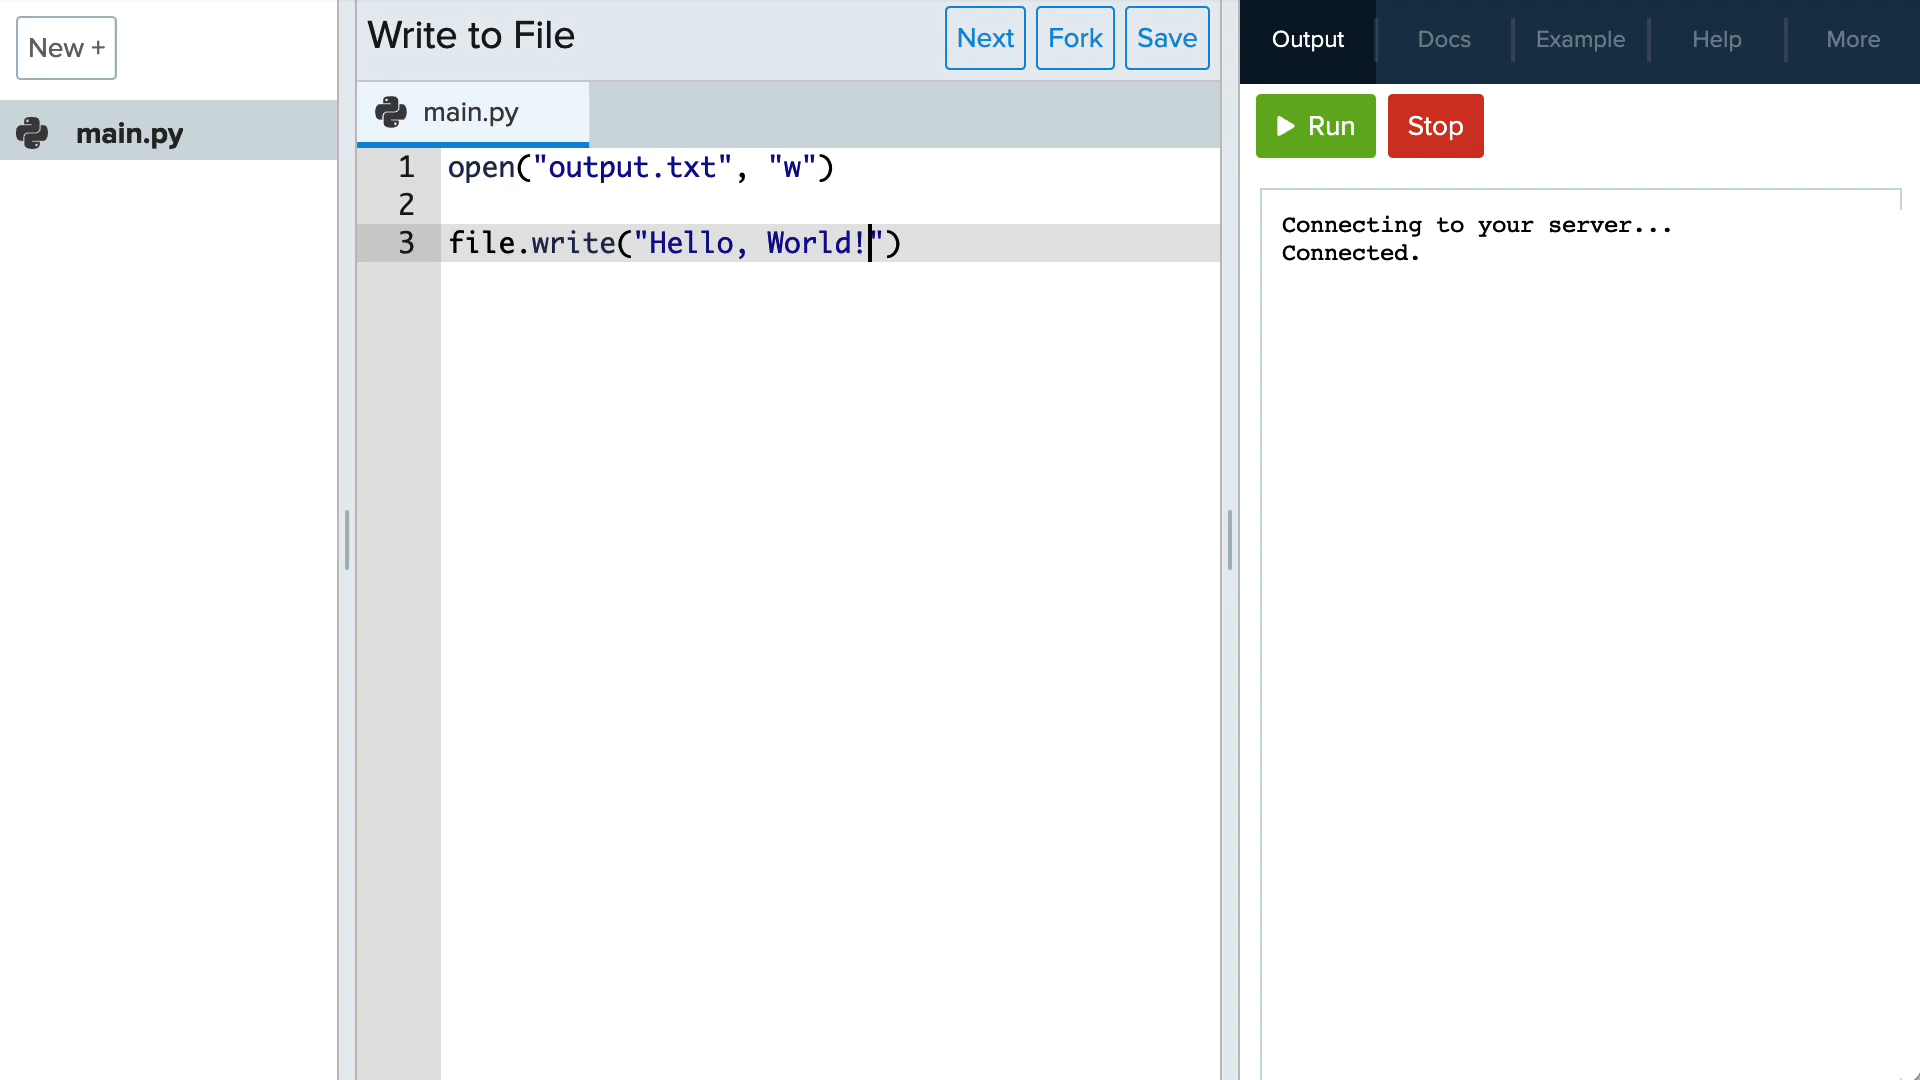 New +
main.py
Write to File
Next
Fork
Save
main.py
1 open("output.txt", "w")
2
3 file.write("Hello, World!")
Output
Docs
Example
Help
More
Run
Stop
Connecting to your server...
Connected.